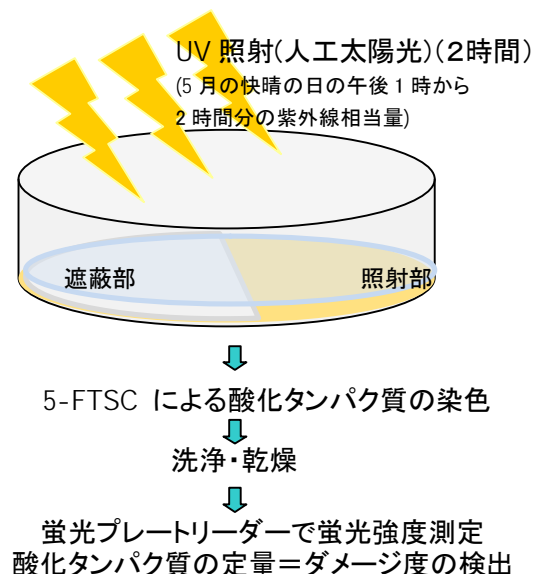 UV 照射(人工太陽光)(2時間)
(5 月の快晴の日の午後 1 時から
2 時間分の紫外線相当量)
遮蔽部
照射部
5-FTSC による酸化タンパク質の染色
洗浄・乾燥
蛍光プレートリーダーで蛍光強度測定
酸化タンパク質の定量＝ダメージ度の検出